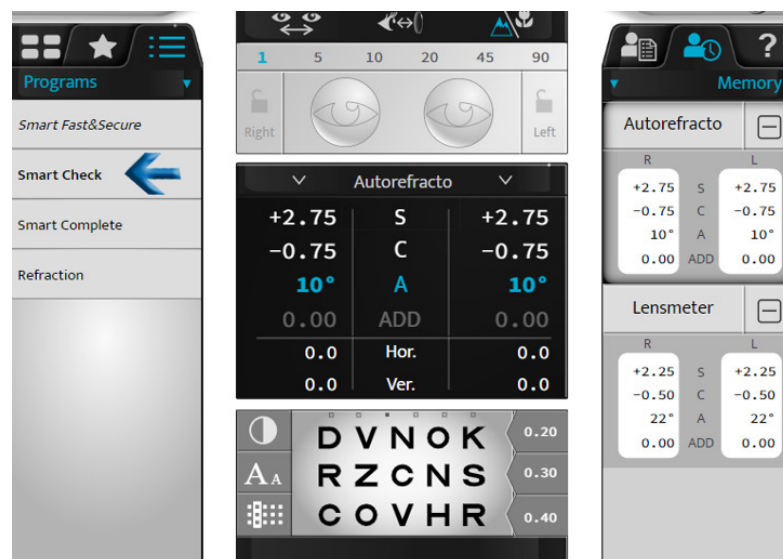 Programs
Smart Fast&Secure
Smart Check
Smart Complete
Refraction
1 5 10 20 45 90
Right Left
Autorefracto
+2.75 S +2.75
-0.75 C -0.75
10° A 10°
0.00 ADD 0.00
0.0 Hor. 0.0
0.0 Ver. 0.0
D V N O K 0.20
AA R Z C N S 0.30
C O V H R 0.40
?
Memory
Autorefracto
R L
+2.75 S +2.75
-0.75 C -0.75
10° A 10°
0.00 ADD 0.00
Lensmeter
R L
+2.25 S +2.25
-0.50 C -0.50
22° A 22°
0.00 ADD 0.00